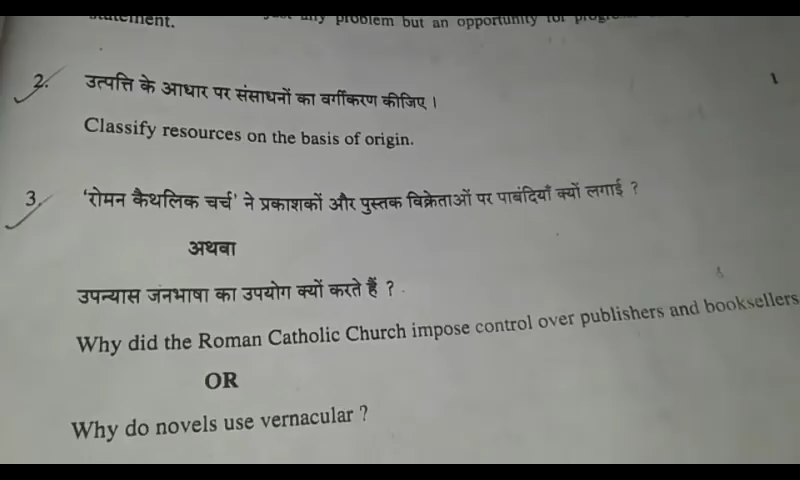 statement. just any problem but an opportunity for
2. उत्पत्ति के आधार पर संसाधनों का वर्गीकरण कीजिए । 1
Classify resources on the basis of origin.
3. 'रोमन कैथलिक चर्च' ने प्रकाशकों और पुस्तक विक्रेताओं पर पाबंदियाँ क्यों लगाई ?
अथवा
उपन्यास जनभाषा का उपयोग क्यों करते हैं ?
Why did the Roman Catholic Church impose control over publishers and booksellers
OR
Why do novels use vernacular ?